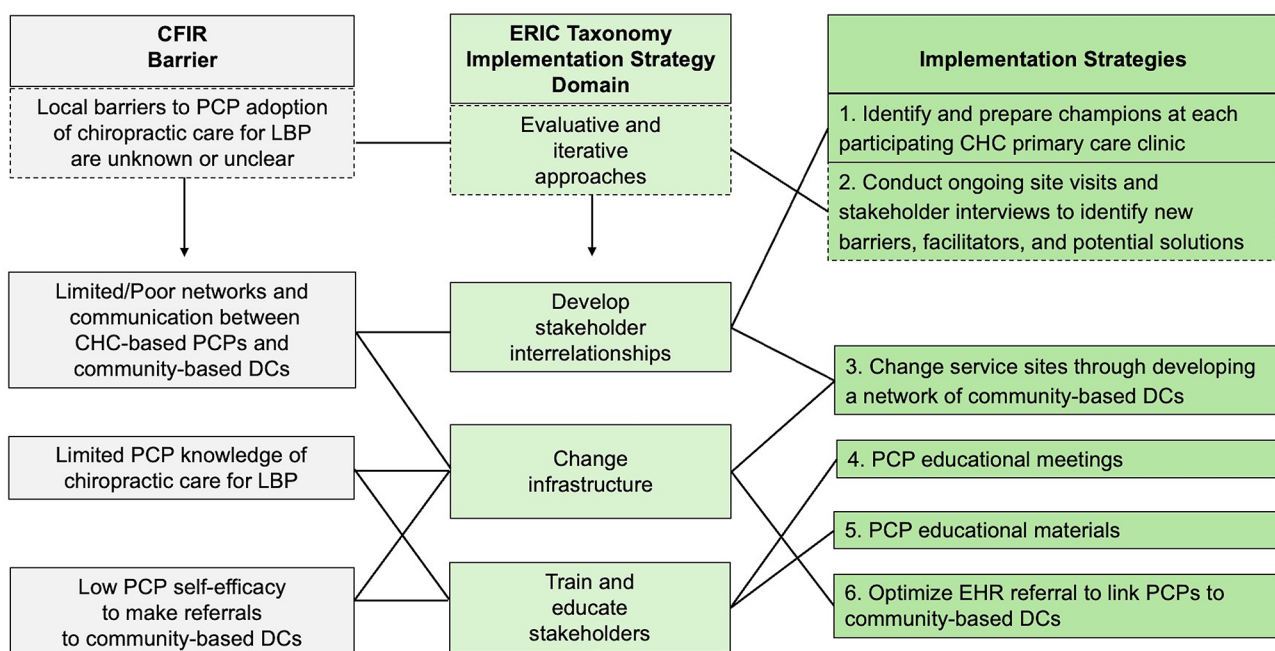 CFIR
Barrier
Local barriers to PCP adoption
of chiropractic care for LBP
are unknown or unclear
Limited/Poor networks and
communication between
CHC-based PCPs and
community-based DCs
Limited PCP knowledge of
chiropractic care for LBP
Low PCP self-efficacy
to make referrals
to community-based DCs
ERIC Taxonomy
Implementation Strategy
Domain
Evaluative and
iterative
approaches
Develop
stakeholder
interrelationships
Change
infrastructure
Train and
educate
stakeholders
Implementation Strategies
1. Identify and prepare champions at each
participating CHC primary care clinic
2. Conduct ongoing site visits and
stakeholder interviews to identify new
barriers, facilitators, and potential solutions
3. Change service sites through developing
a network of community-based DCs
4. PCP educational meetings
5. PCP educational materials
6. Optimize EHR referral to link PCPs to
community-based DCs